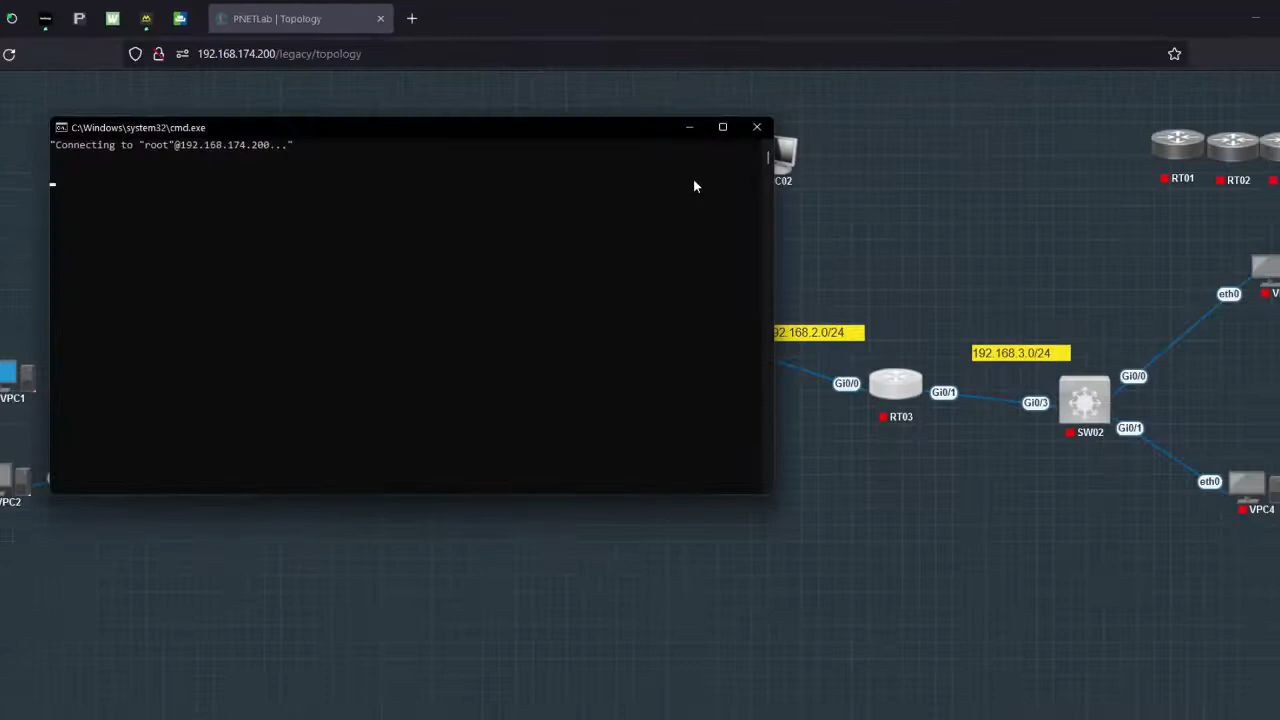 PNETLab | Topology
192.168.174.200/legacy/topology
C:\Windows\system32\cmd.exe
"Connecting to "root"@192.168.174.200..."
C02
RT01
RT02
eth0
92.168.2.0/24
192.168.3.0/24
VPC1
Gi0/0
RT03
Gi0/1
Gi0/3
SW02
Gi0/0
Gi0/1
VPC2
eth0
VPC4